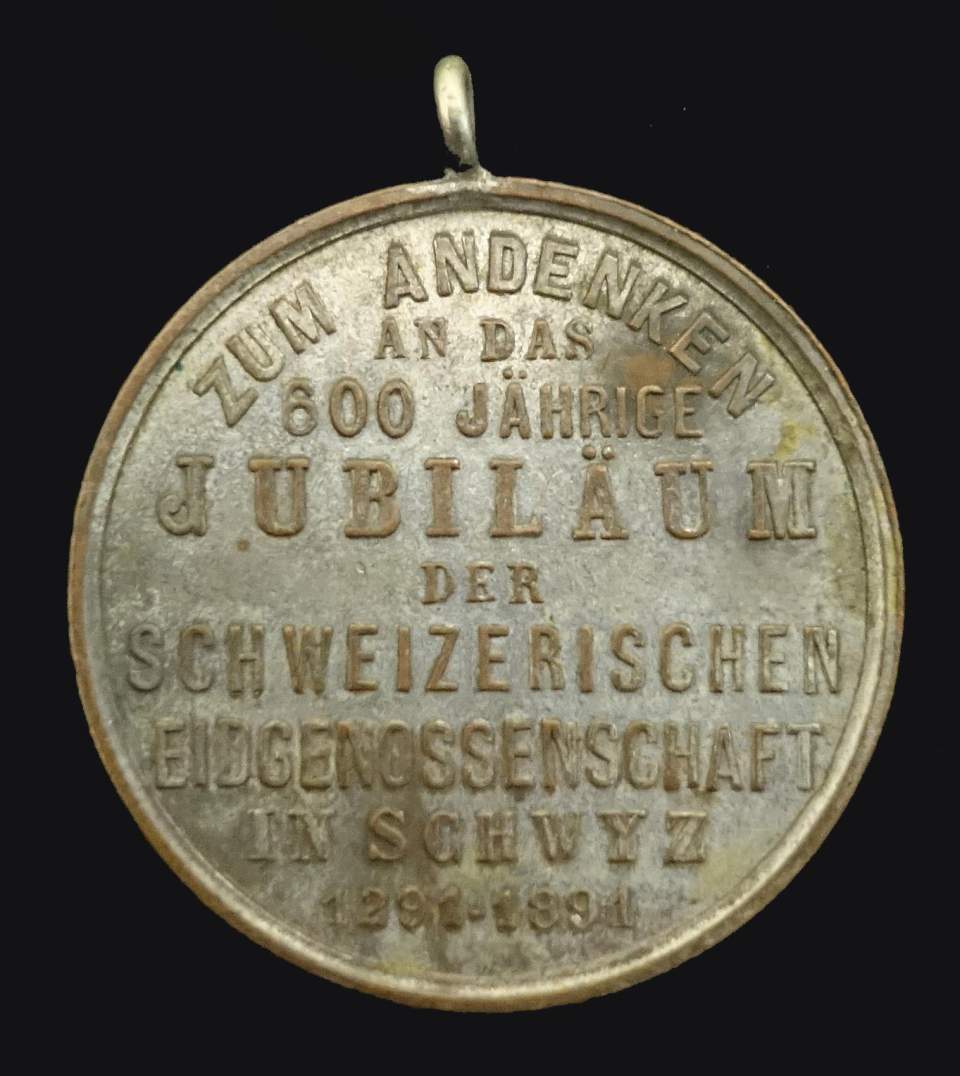 ZUM ANDENKEN
AN DAS
600 JÄHRIGE
JUBILÄUM
DER
SCHWEIZERISCHEN
EIDGENOSSENSCHAFT
IN SCHWYZ
1291-1891